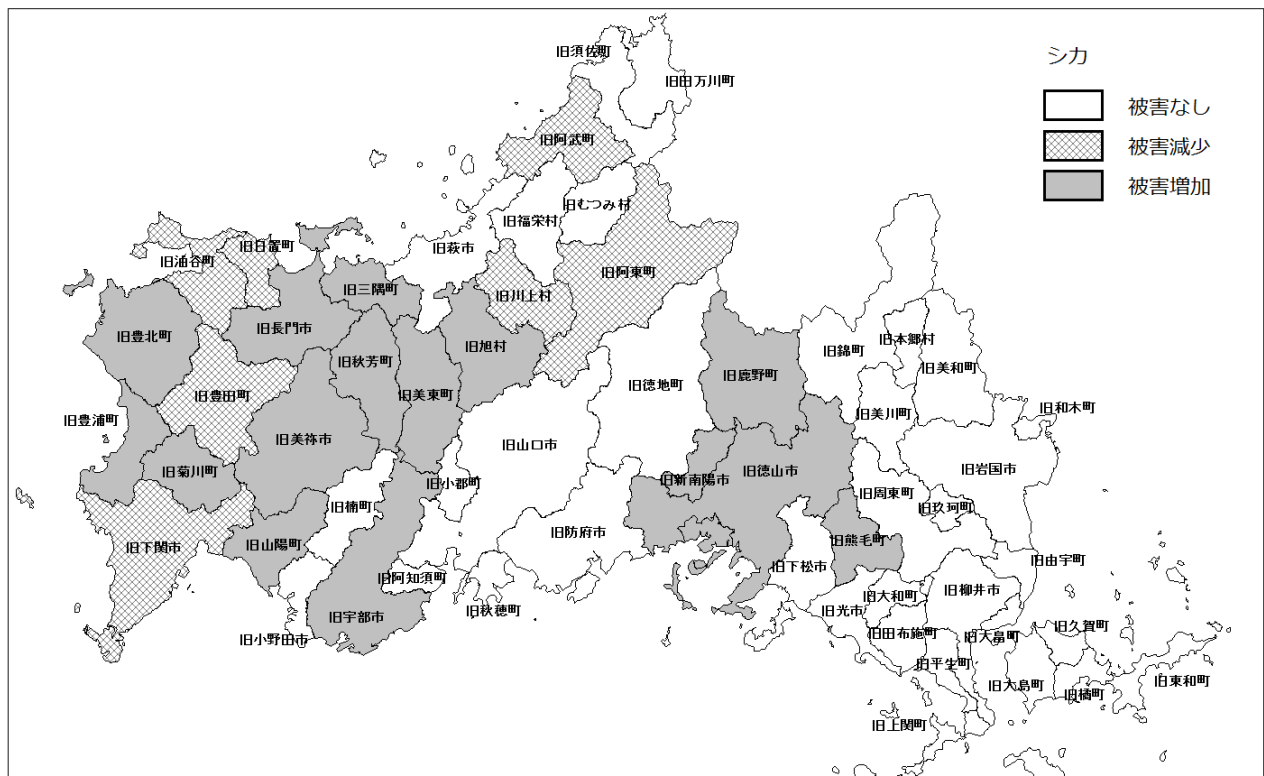 シカ
被害なし
被害減少
被害増加
旧須佐町
旧田万川町
旧阿武町
旧むつみ村
旧福栄村
旧萩市
旧日置町
旧油谷町
旧阿東町
旧川上村
旧三隅町
旧長門市
旧豊北町
旧旭村
旧秋芳町
旧美東町
旧豊田町
旧徳地町
旧鹿野町
旧錦町
旧本郷村
旧美和町
旧美川町
旧和木町
旧豊浦町
旧美祢市
旧山口市
旧菊川町
旧小郡町
旧新南陽市
旧徳山市
旧岩国市
旧周東町
旧玖珂町
旧楠町
旧防府市
旧下関市
旧山陽町
旧熊毛町
旧由宇町
旧下松市
旧阿知須町
旧秋穂町
旧大和町
旧柳井市
旧光市
旧宇部市
旧小野田市
旧田布施町
旧大畠町
旧久賀町
旧平生町
旧大島町
旧橘町
旧東和町
旧上関町